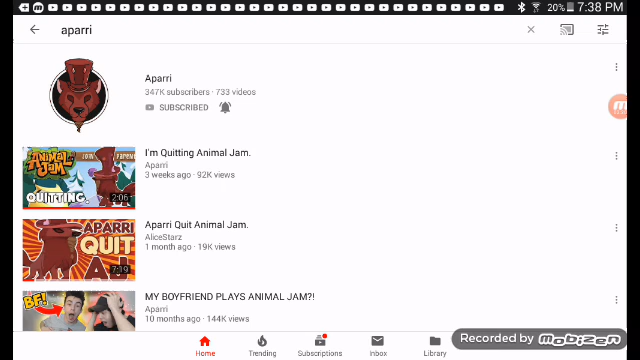 20% 7:38 PM
aparri
Aparri
347K subscribers · 733 videos
SUBSCRIBED
ANIMAL JAM
QUITTING.
2:06
I'm Quitting Animal Jam.
Aparri
3 weeks ago · 92K views
APARRI
QUIT
AJ
7:19
Aparri Quit Animal Jam.
AliceStarz
1 month ago · 19K views
BF!
MY BOYFRIEND PLAYS ANIMAL JAM?!
Aparri
10 months ago · 144K views
Recorded by MOBIZEN
Home
Trending
Subscriptions
Inbox
Library